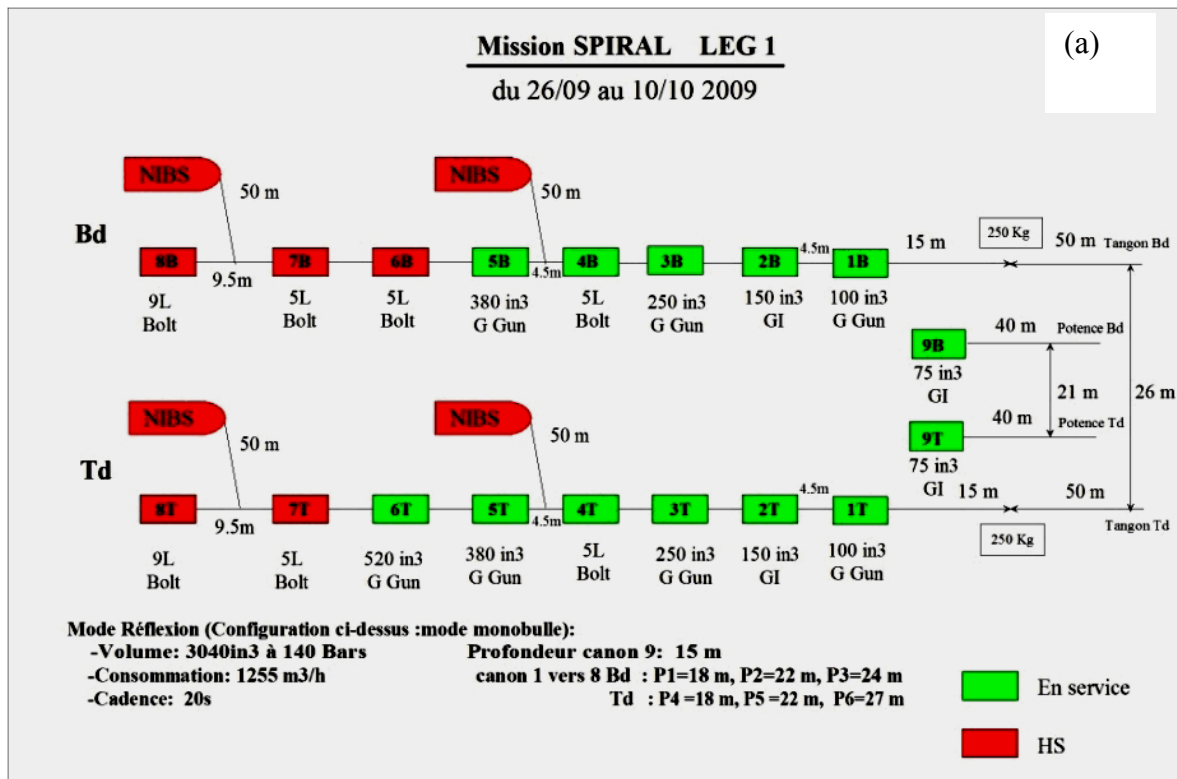 Mission SPIRAL LEG 1
(a)
du 26/09 au 10/10 2009
NIBS
50 m
NIBS
50 m
Bd
8B
9.5m
7B
6B
5B
4.5m
4B
3B
2B
4.5m
1B
15 m
250 Kg
50 m
Tangon Bd
9L
Bolt
5L
Bolt
5L
Bolt
380 in3
G Gun
5L
Bolt
250 in3
G Gun
150 in3
GI
100 in3
G Gun
9B
75 in3
GI
40 m
Potence Bd
21 m
26 m
9T
75 in3
GI
40 m
Potence Td
NIBS
50 m
NIBS
50 m
Td
8T
9.5m
7T
6T
5T
4.5m
4T
3T
2T
4.5m
1T
15 m
250 Kg
50 m
Tangon Td
9L
Bolt
5L
Bolt
520 in3
G Gun
380 in3
G Gun
5L
Bolt
250 in3
G Gun
150 in3
GI
100 in3
G Gun
Mode Réflexion (Configuration ci-dessus :mode monobulle):
-Volume: 3040in3 à 140 Bars
-Consommation: 1255 m3/h
-Cadence: 20s
Profondeur canon 9: 15 m
canon 1 vers 8 Bd : P1=18 m, P2=22 m, P3=24 m
Td : P4 =18 m, P5 =22 m, P6=27 m
En service
HS